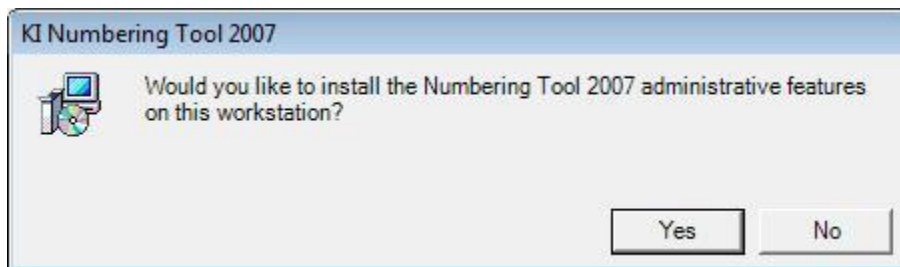 KI Numbering Tool 2007
Would you like to install the Numbering Tool 2007 administrative features
on this workstation?
Yes No